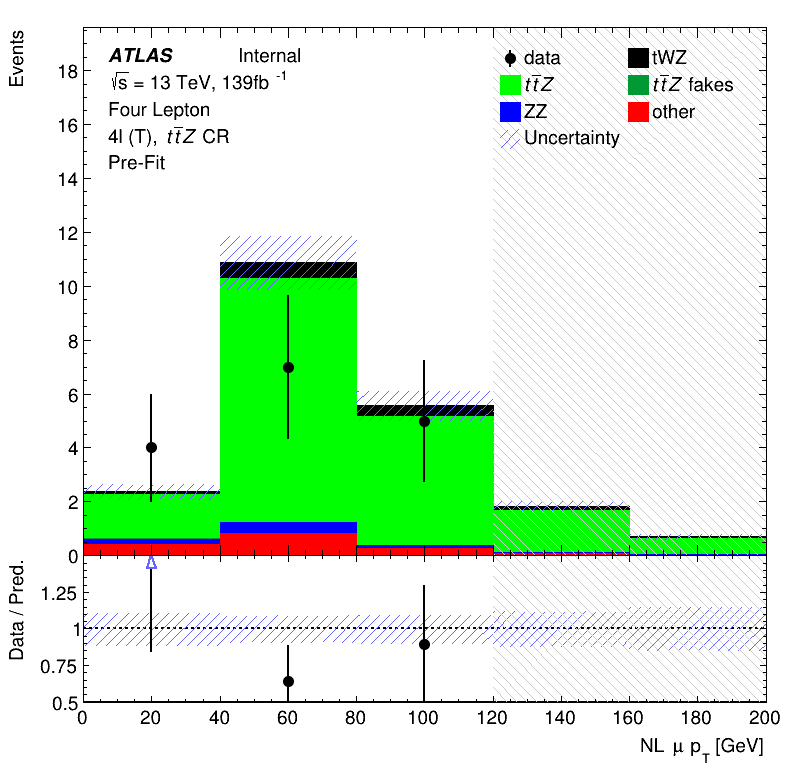 Events
ATLAS Internal
√s = 13 TeV, 139fb⁻¹
Four Lepton
4l (T), tt̄Z CR
Pre-Fit
data
tWZ
tt̄Z
tt̄Z fakes
ZZ
other
Uncertainty
18
16
14
12
10
8
6
4
2
0
Data / Pred.
1.25
1
0.75
0.5
0 20 40 60 80 100 120 140 160 180 200
NL μ p_T [GeV]